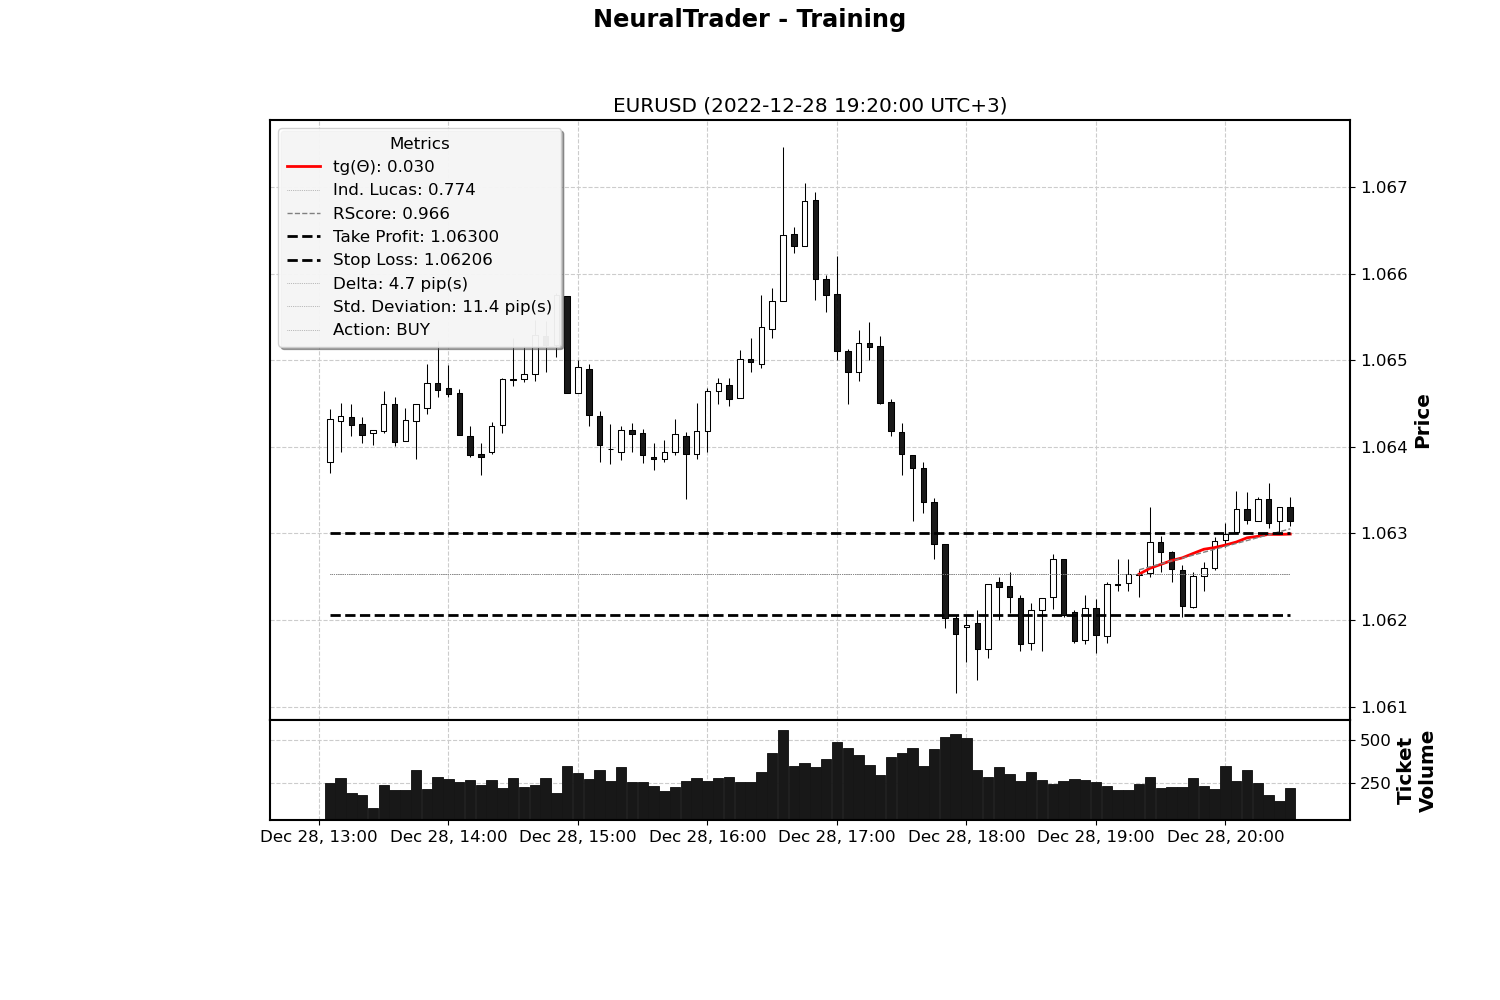 NeuralTrader - Training
EURUSD (2022-12-28 19:20:00 UTC+3)
Metrics
tg(Θ): 0.030
Ind. Lucas: 0.774
RScore: 0.966
Take Profit: 1.06300
Stop Loss: 1.06206
Delta: 4.7 pip(s)
Std. Deviation: 11.4 pip(s)
Action: BUY
1.067
1.066
1.065
1.064
1.063
1.062
1.061
Price
500
250
Ticket
Volume
Dec 28, 13:00 Dec 28, 14:00 Dec 28, 15:00 Dec 28, 16:00 Dec 28, 17:00 Dec 28, 18:00 Dec 28, 19:00 Dec 28, 20:00